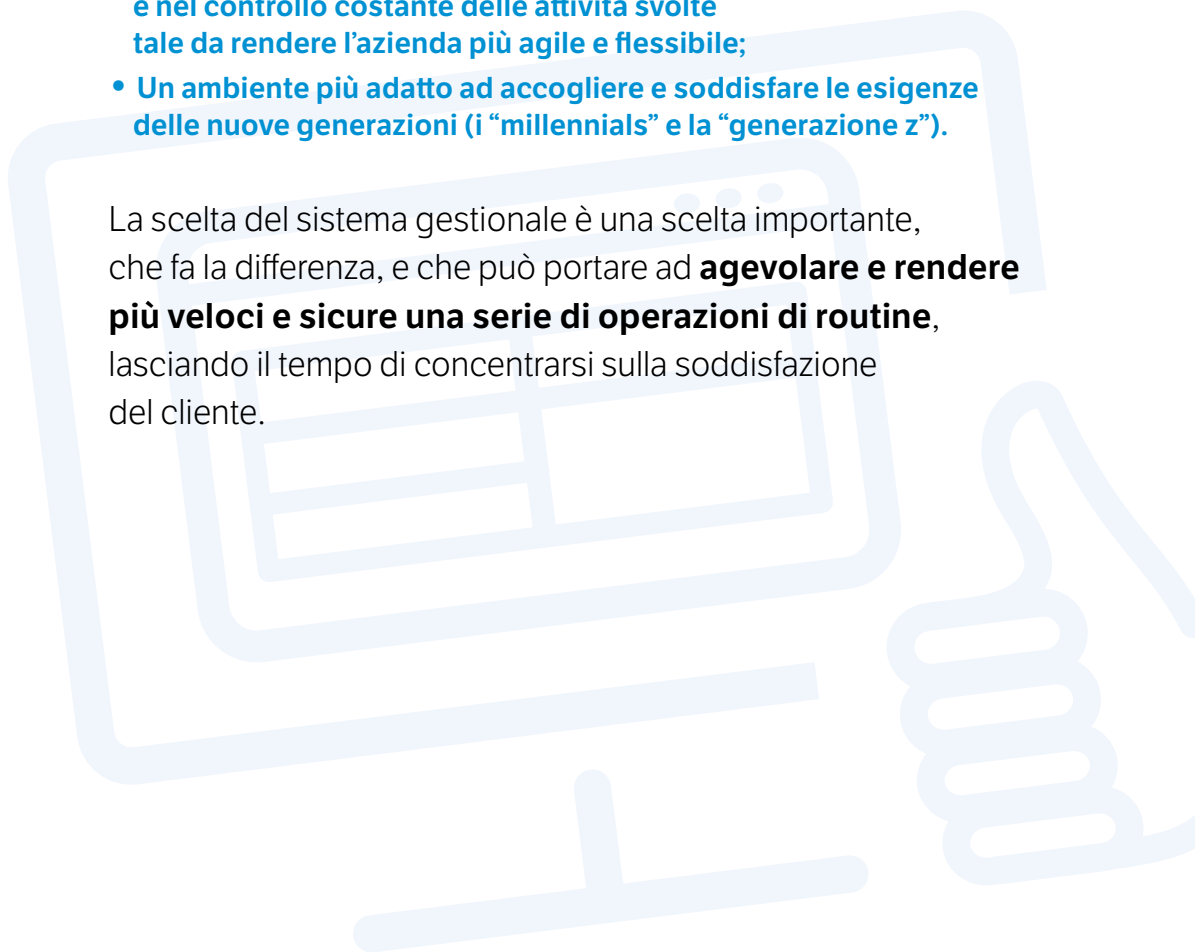 e nel controllo costante delle attività svolte
tale da rendere l’azienda più agile e flessibile;
• Un ambiente più adatto ad accogliere e soddisfare le esigenze
delle nuove generazioni (i “millennials” e la “generazione z”).
La scelta del sistema gestionale è una scelta importante,
che fa la differenza, e che può portare ad agevolare e rendere
più veloci e sicure una serie di operazioni di routine,
lasciando il tempo di concentrarsi sulla soddisfazione
del cliente.